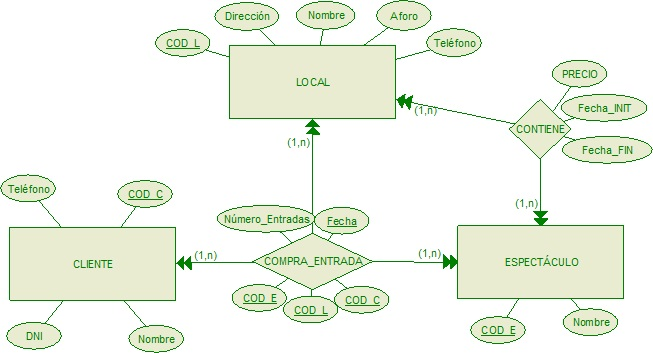 Dirección
Nombre
Aforo
COD_L
Teléfono
LOCAL
PRECIO
(1,n)
Fecha_INIT
CONTIENE
(1,n)
Fecha_FIN
Teléfono
COD_C
(1,n)
Número_Entradas
Fecha
(1,n)
(1,n)
CLIENTE
COMPRA_ENTRADA
ESPECTÁCULO
COD_E
COD_L
COD_C
DNI
Nombre
COD_E
Nombre